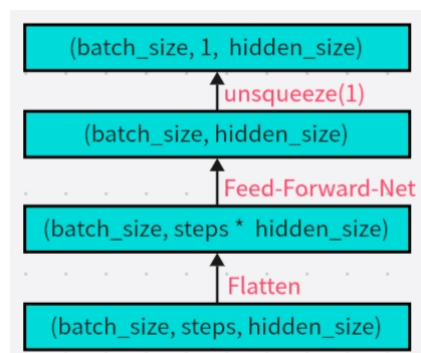 (batch_size, 1, hidden_size)
unsqueeze(1)
(batch_size, hidden_size)
Feed-Forward-Net
(batch_size, steps * hidden_size)
Flatten
(batch_size, steps, hidden_size)